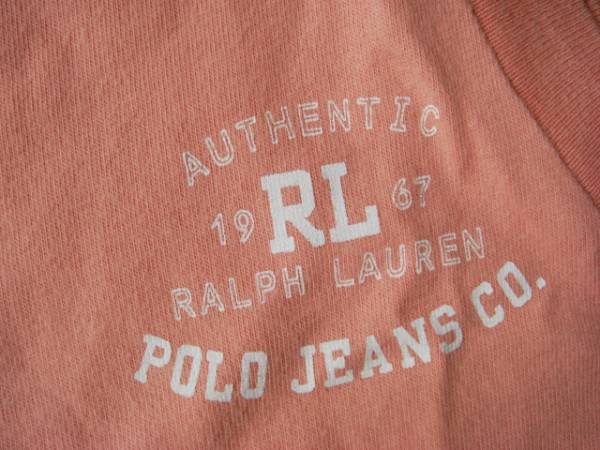 AUTHENTIC
19 RL 67
RALPH LAUREN
POLO JEANS CO.